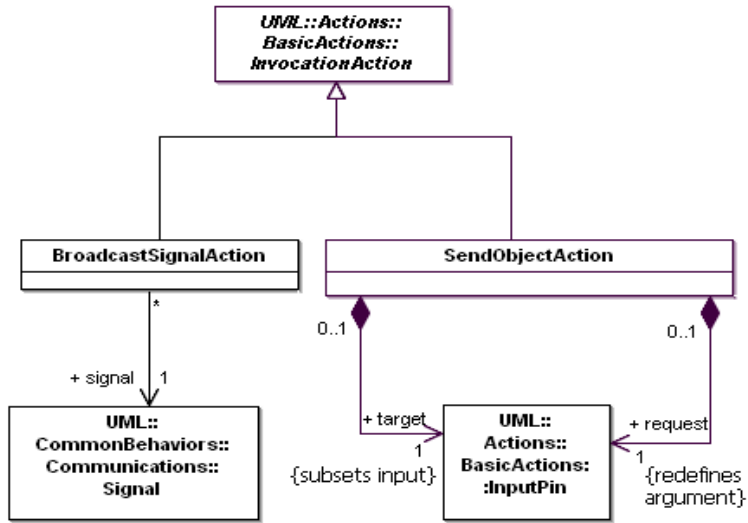 UML::Actions::
BasicActions::
InvocationAction
BroadcastSignalAction
SendObjectAction
*
0..1
0..1
+ signal
1
+ target
+ request
1
1
{subsets input}
{redefines
argument}
UML::
CommonBehaviors::
Communications::
Signal
UML::
Actions::
BasicActions:
:InputPin